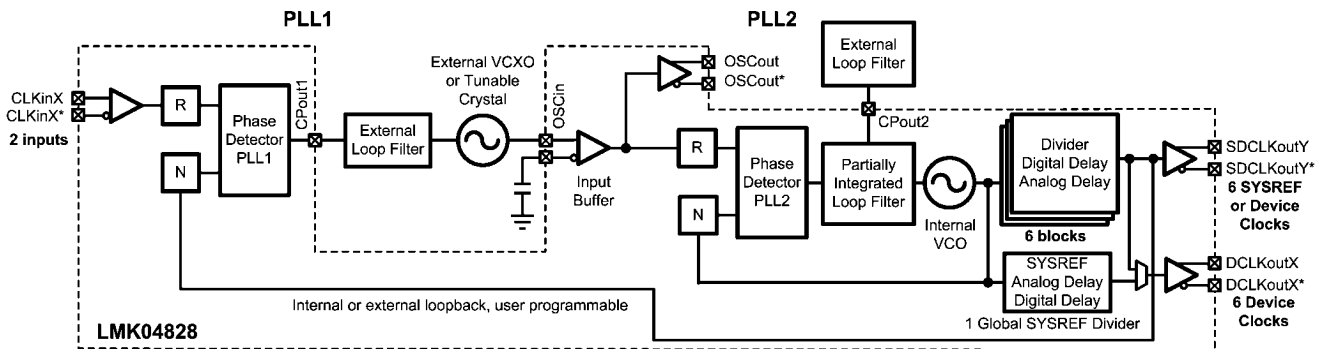 PLL1
PLL2
External VCXO
or Tunable
Crystal
OSCout
OSCout*
External
Loop Filter
CLKinX
CLKinX*
2 inputs
R
N
Phase
Detector
PLL1
CPout1
External
Loop Filter
OSCin
Input
Buffer
R
N
Phase
Detector
PLL2
CPout2
Partially
Integrated
Loop Filter
Internal
VCO
Divider
Digital Delay
Analog Delay
6 blocks
SDCLKoutY
SDCLKoutY*
6 SYSREF
or Device
Clocks
SYSREF
Analog Delay
Digital Delay
1 Global SYSREF Divider
DCLKoutX
DCLKoutX*
6 Device
Clocks
Internal or external loopback, user programmable
LMK04828